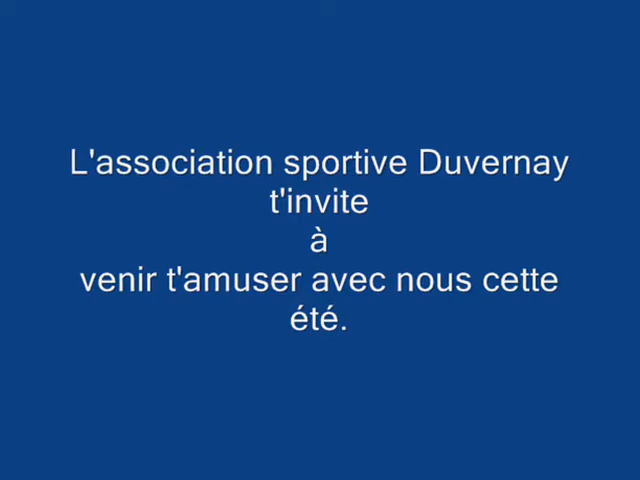 L'association sportive Duvernay
t'invite
à
venir t'amuser avec nous cette
été.